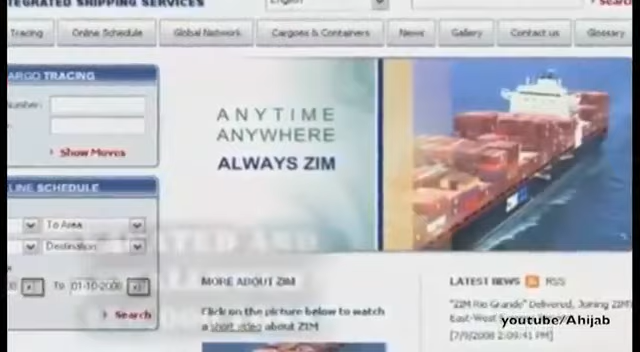 EGRATED SHIPPING SERVICES
English
Search
Tracing
Online Schedule
Global Network
Cargoes & Containers
News
Gallery
Contact us
Glossary
ARGO TRACING
umber:
Show Moves
ANYTIME
ANYWHERE
ALWAYS ZIM
LINE SCHEDULE
To Area
Destination
To 01-10-2008
Search
MORE ABOUT ZIM
Click on the picture below to watch
a short video about ZIM
LATEST NEWS RSS
"ZIM Rio Grande" Delivered, Joining ZIM
East-West
[7/9/2008 2:09:41 PM]
youtube/Ahijab